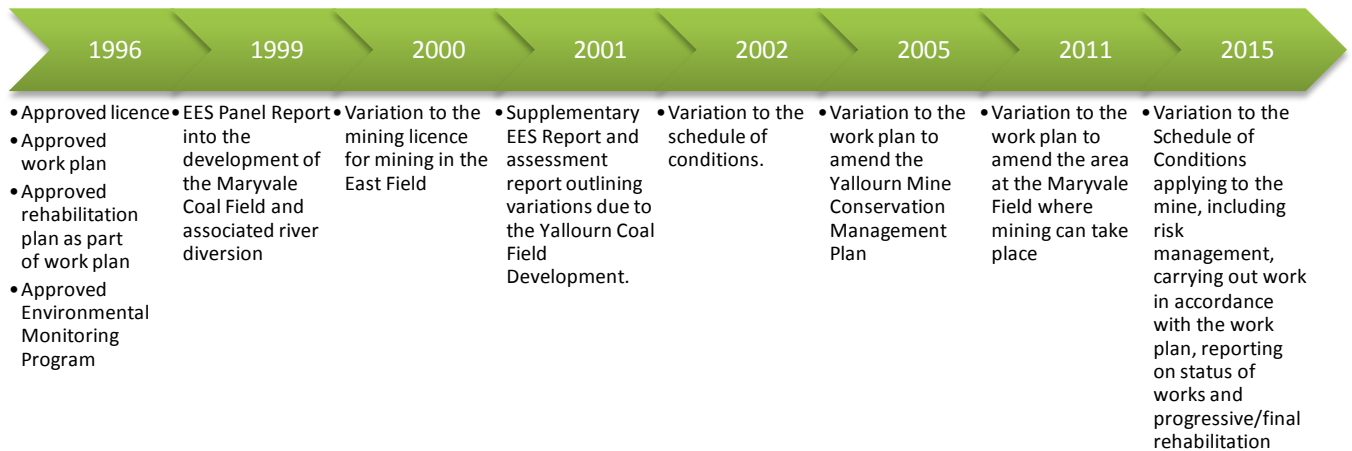 1996
1999
2000
2001
2002
2005
2011
2015
•Approved licence
•Approved
work plan
•Approved
rehabilitation
plan as part
of work plan
•Approved
Environmental
Monitoring
Program
•EES Panel Report
into the
development of
the Maryvale
Coal Field and
associated river
diversion
•Variation to the
mining licence
for mining in the
East Field
•Supplementary
EES Report and
assessment
report outlining
variations due to
the Yallourn Coal
Field
Development.
•Variation to the
schedule of
conditions.
•Variation to the
work plan to
amend the
Yallourn Mine
Conservation
Management
Plan
•Variation to the
work plan to
amend the area
at the Maryvale
Field where
mining can take
place
•Variation to the
Schedule of
Conditions
applying to the
mine, including
risk
management,
carrying out work
in accordance
with the work
plan, reporting
on status of
works and
progressive/final
rehabilitation